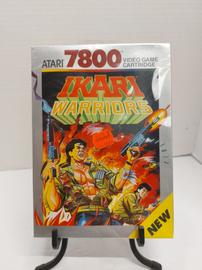 ATARI 7800 VIDEO GAME CARTRIDGE
IKARI
WARRIORS
NEW